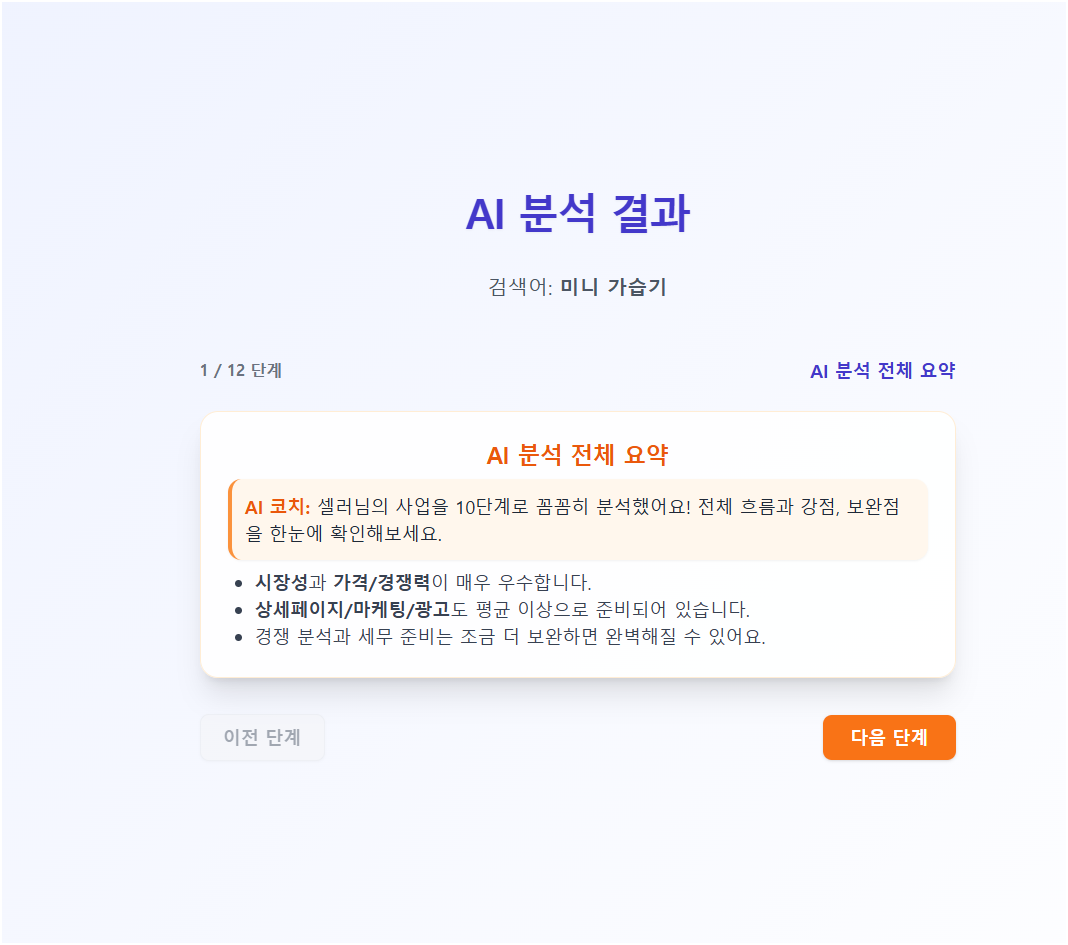 AI 분석 결과
검색어: 미니 가습기
1 / 12 단계
AI 분석 전체 요약
AI 분석 전체 요약
AI 코치: 셀러님의 사업을 10단계로 꼼꼼히 분석했어요! 전체 흐름과 강점, 보완점
을 한눈에 확인해보세요.
• 시장성과 가격/경쟁력이 매우 우수합니다.
• 상세페이지/마케팅/광고도 평균 이상으로 준비되어 있습니다.
• 경쟁 분석과 세무 준비는 조금 더 보완하면 완벽해질 수 있어요.
이전 단계
다음 단계